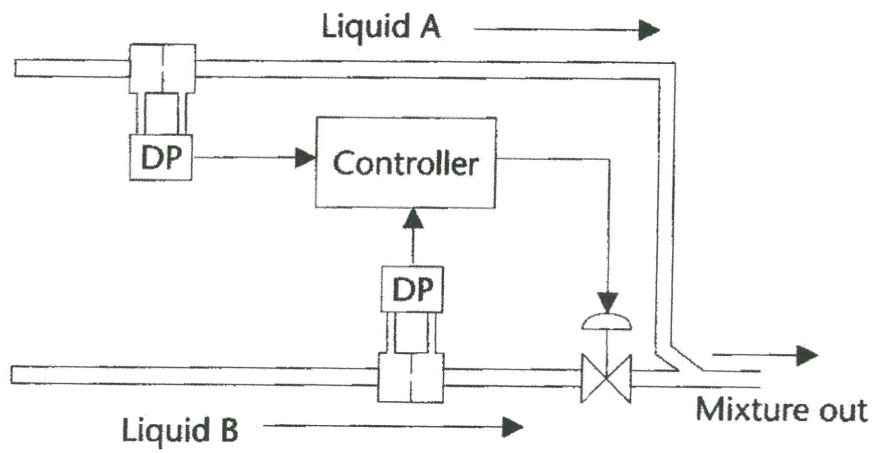 Liquid A
DP
Controller
DP
Mixture out
Liquid B